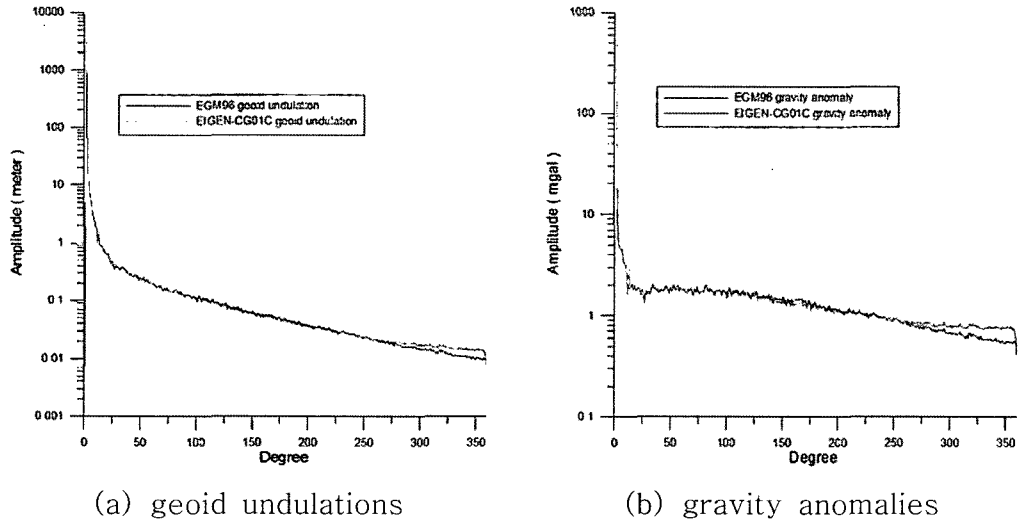 10000
1000
100
10
1
0.1
0.01
0.001
Amplitude ( meter )
EGM96 geoid undulation
EIGEN-CG01C geoid undulation
0 50 100 150 200 250 300 350
Degree
(a) geoid undulations
1000
100
10
1
0.1
Amplitude ( mgal )
EGM96 gravity anomaly
EIGEN-CG01C gravity anomaly
0 50 100 150 200 250 300 350
Degree
(b) gravity anomalies